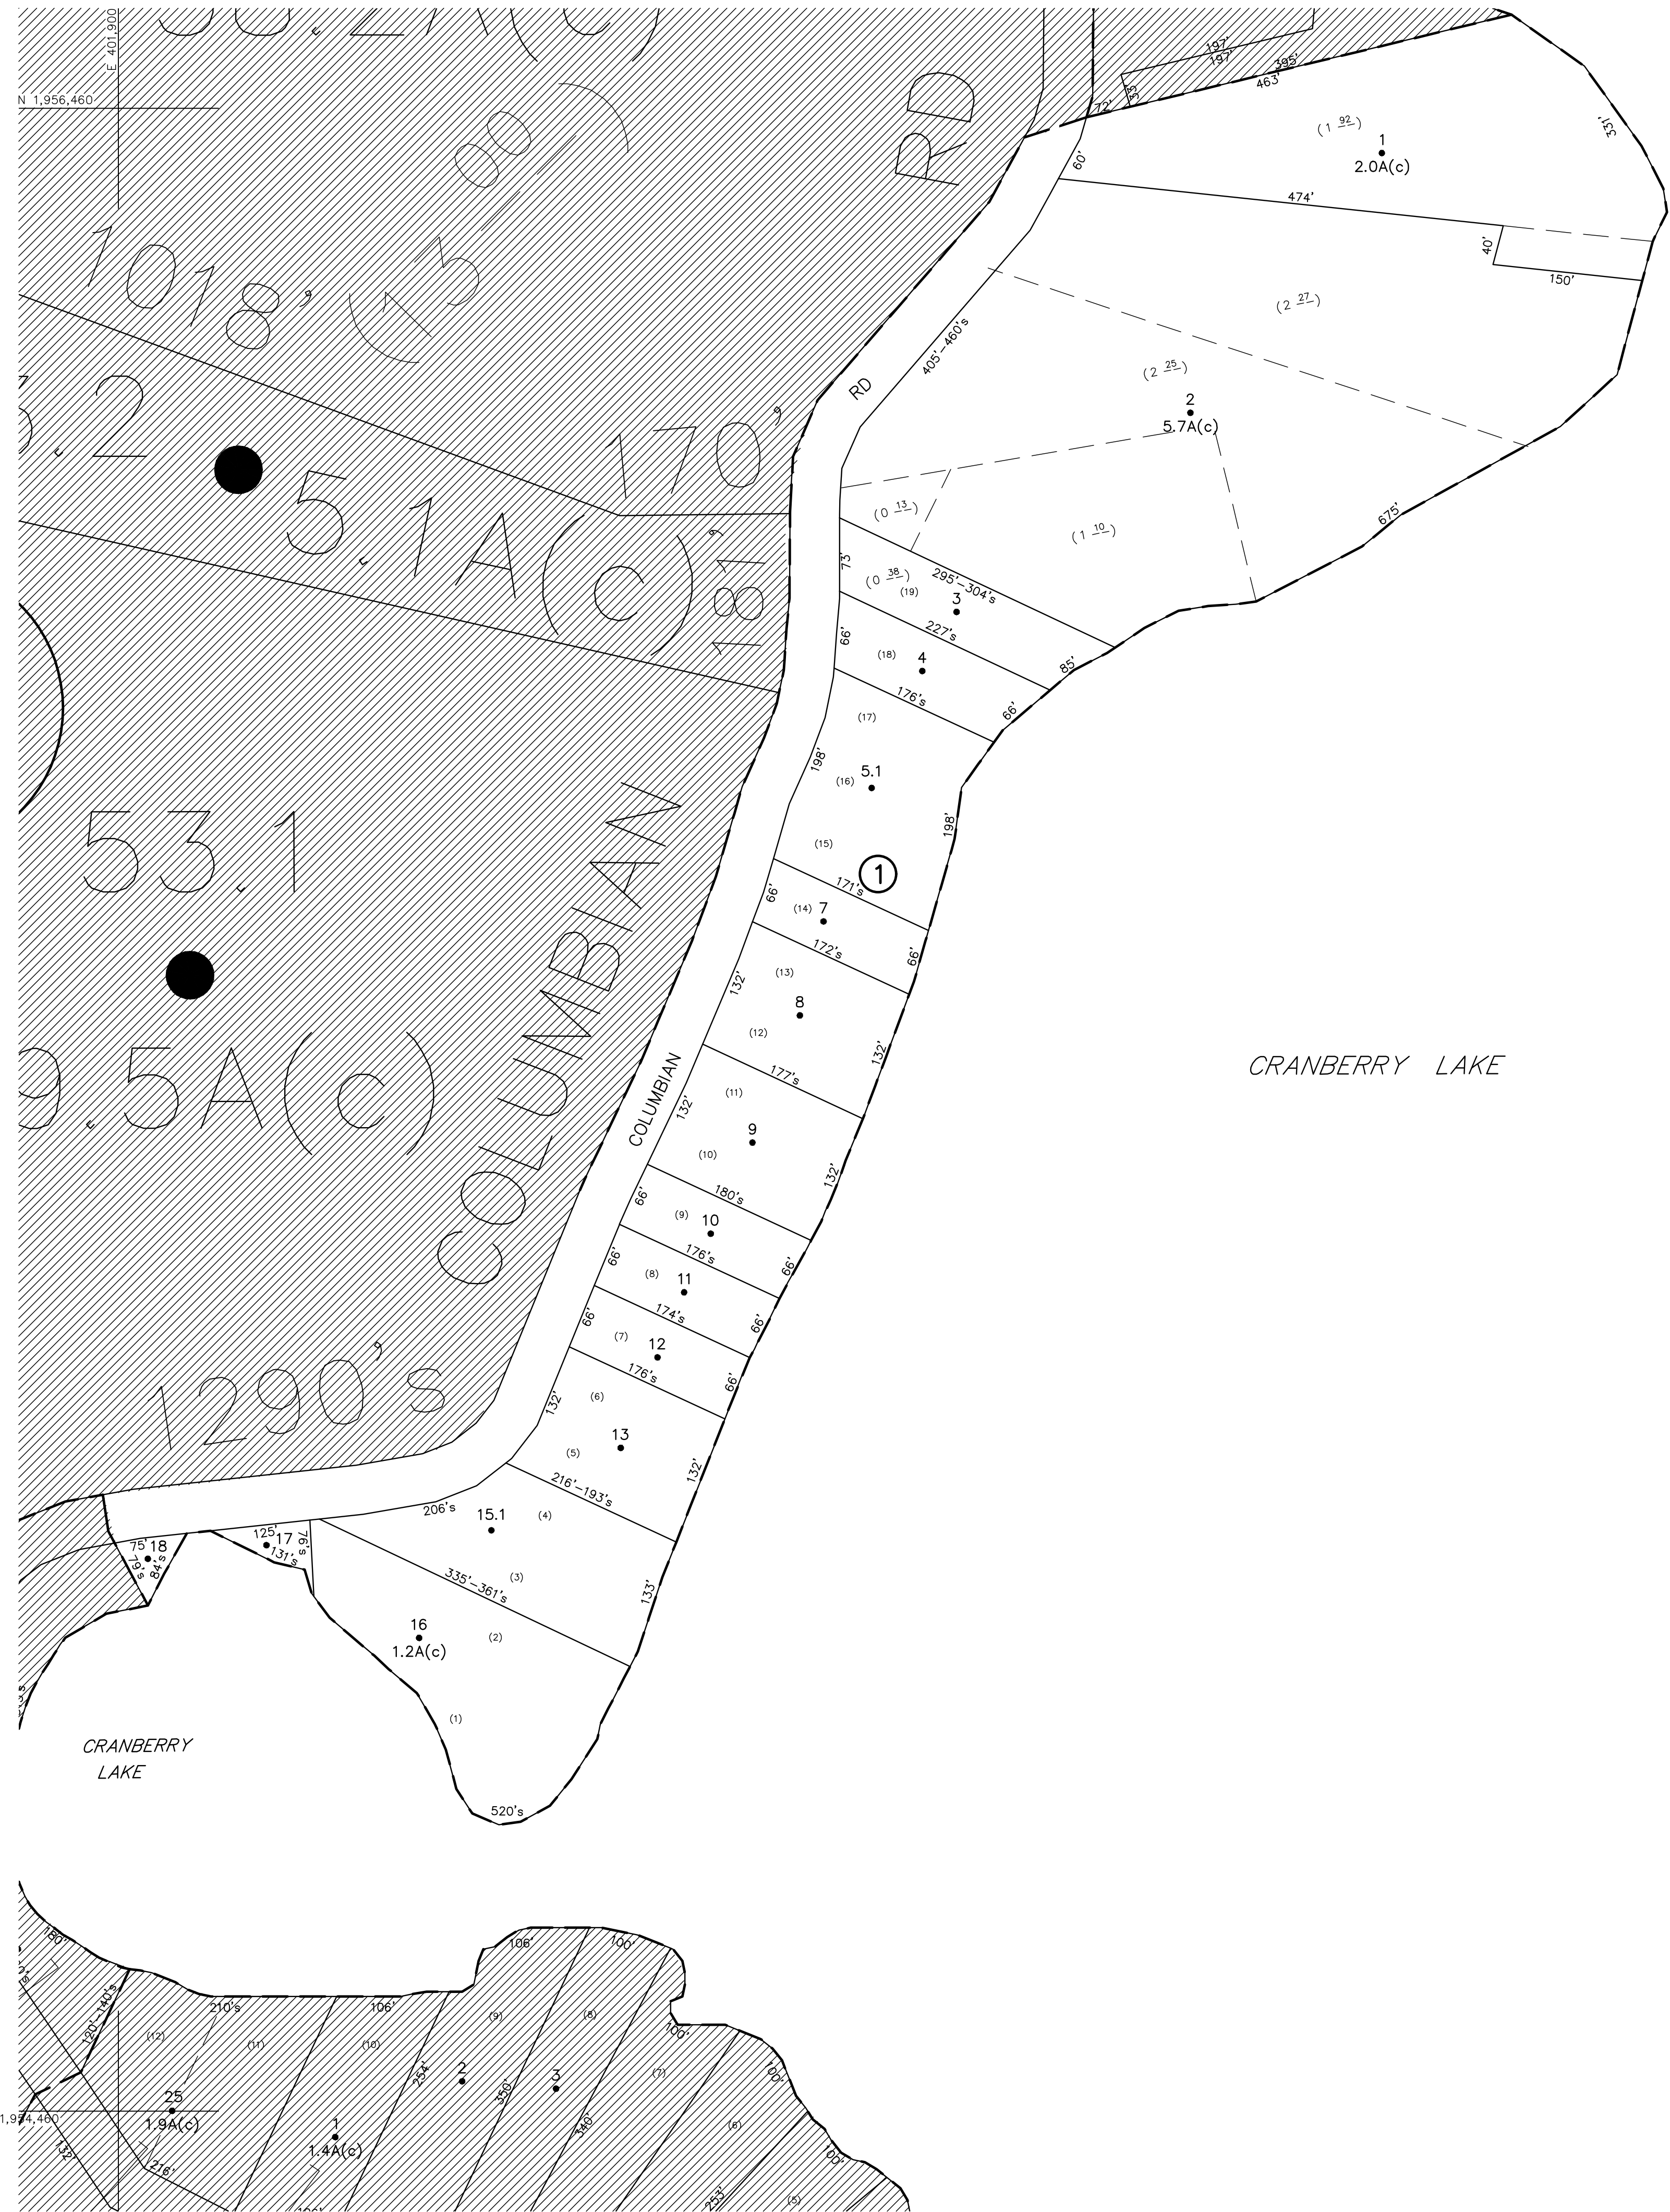 E 401,900
N 1,956,460
197'
197'
395'
463'
33'
72'
RD
(1 92)
1
2.0A(c)
331'
60'
474'
40'
150'
(2 27)
1018'
(2 25)
2
5.7A(c)
405'-460's
RD
2
170'
5.1A(c)
181'
(0 13)
(1 10)
675'
73'
(0 38)
(19)
3
295'-304's
66'
227's
(18)
4
85'
176's
66'
(17)
198'
(16)
5.1
(15)
198'
1
171's
66'
(14)
7
172's
66'
53.1
(13)
132'
8
(12)
132'
177's
CRANBERRY LAKE
9.5A(c)
COLUMBIAN
COLUMBIAN
(11)
132'
9
(10)
132'
180's
66'
(9)
10
66'
176's
66'
(8)
11
66'
174's
66'
(7)
12
66'
176's
1290's
132'
(6)
13
(5)
132'
216'-193's
206's
15.1
(4)
(3)
133'
335'-361's
75'
18
79's
84's
125'
17
131's
76's
16
1.2A(c)
(2)
(1)
520's
CRANBERRY
LAKE
180'
120'-140's
210's
106'
106'
100'
100'
100'
100'
(12)
(11)
(10)
(9)
(8)
(7)
(6)
(5)
254'
2
350'
3
340'
253'
25
1.9A(c)
1
1.4A(c)
1,954,460
132'
216'